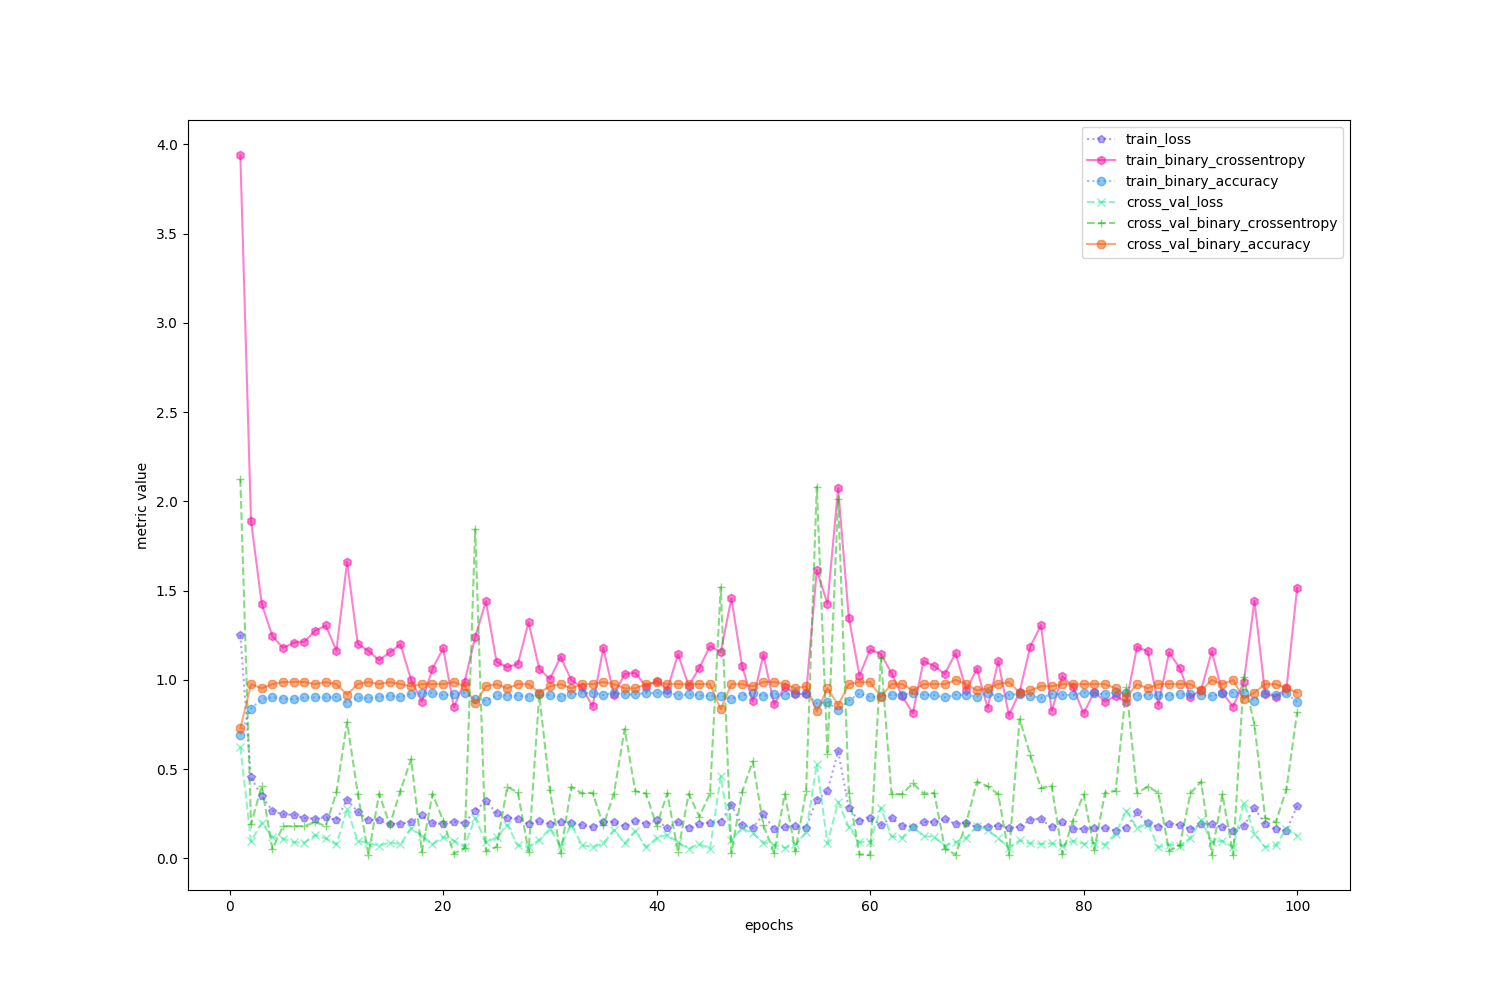 4.0
3.5
3.0
2.5
2.0
1.5
1.0
0.5
0.0
metric value
train_loss
train_binary_crossentropy
train_binary_accuracy
cross_val_loss
cross_val_binary_crossentropy
cross_val_binary_accuracy
0 20 40 60 80 100
epochs